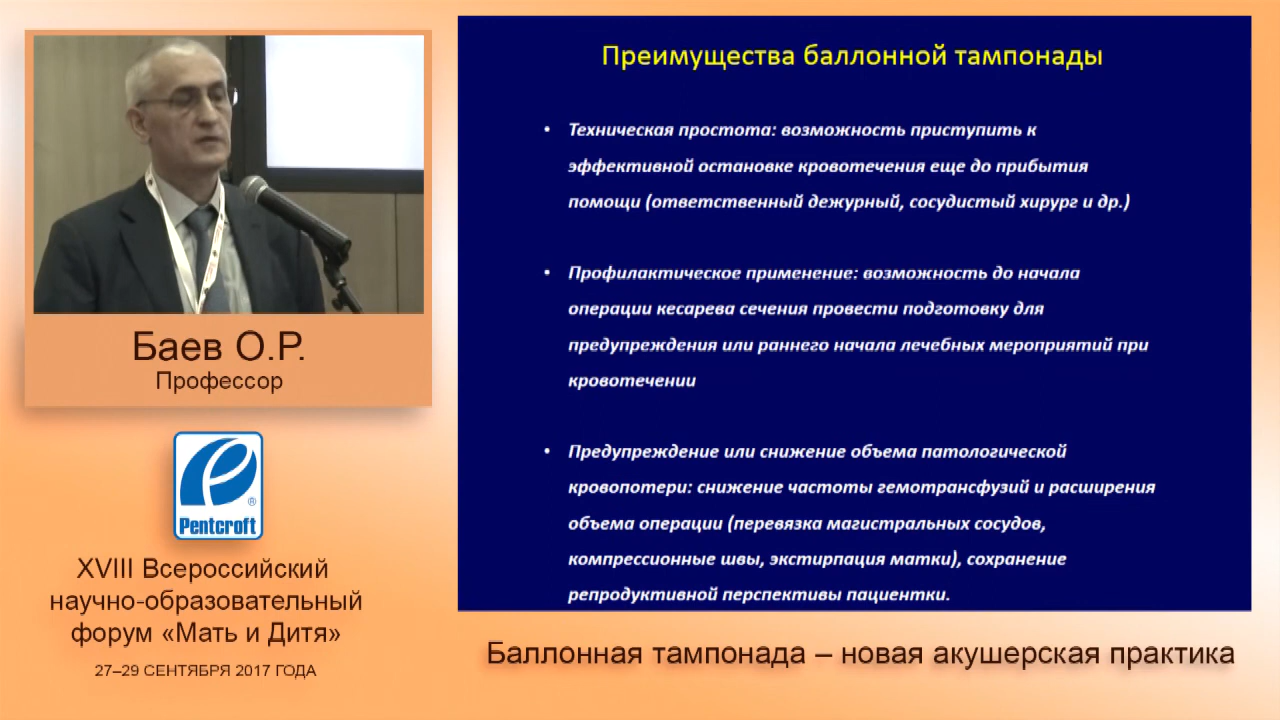 Баев О.Р.
Профессор
Pentcroft
®
XVIII Всероссийский
научно-образовательный
форум «Мать и Дитя»
27–29 СЕНТЯБРЯ 2017 ГОДА
Преимущества баллонной тампонады
• Техническая простота: возможность приступить к
эффективной остановке кровотечения еще до прибытия
помощи (ответственный дежурный, сосудистый хирург и др.)
• Профилактическое применение: возможность до начала
операции кесарева сечения провести подготовку для
предупреждения или раннего начала лечебных мероприятий при
кровотечении
• Предупреждение или снижение объема патологической
кровопотери: снижение частоты гемотрансфузий и расширения
объема операции (перевязка магистральных сосудов,
компрессионные швы, экстирпация матки), сохранение
репродуктивной перспективы пациентки.
Баллонная тампонада – новая акушерская практика